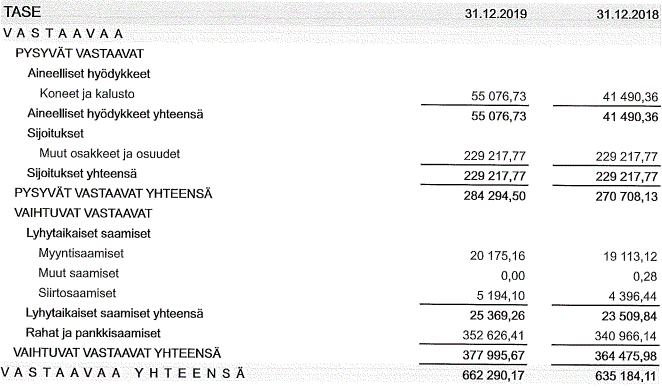 TASE 31.12.2019 31.12.2018
V A S T A A V A A
PYSYVÄT VASTAAVAT
Aineelliset hyödykkeet
Koneet ja kalusto 55 076,73 41 490,36
Aineelliset hyödykkeet yhteensä 55 076,73 41 490,36
Sijoitukset
Muut osakkeet ja osuudet 229 217,77 229 217,77
Sijoitukset yhteensä 229 217,77 229 217,77
PYSYVÄT VASTAAVAT YHTEENSÄ 284 294,50 270 708,13
VAIHTUVAT VASTAAVAT
Lyhytaikaiset saamiset
Myyntisaamiset 20 175,16 19 113,12
Muut saamiset 0,00 0,28
Siirtosaamiset 5 194,10 4 396,44
Lyhytaikaiset saamiset yhteensä 25 369,26 23 509,84
Rahat ja pankkisaamiset 352 626,41 340 966,14
VAIHTUVAT VASTAAVAT YHTEENSÄ 377 995,67 364 475,98
V A S T A A V A A  Y H T E E N S Ä 662 290,17 635 184,11